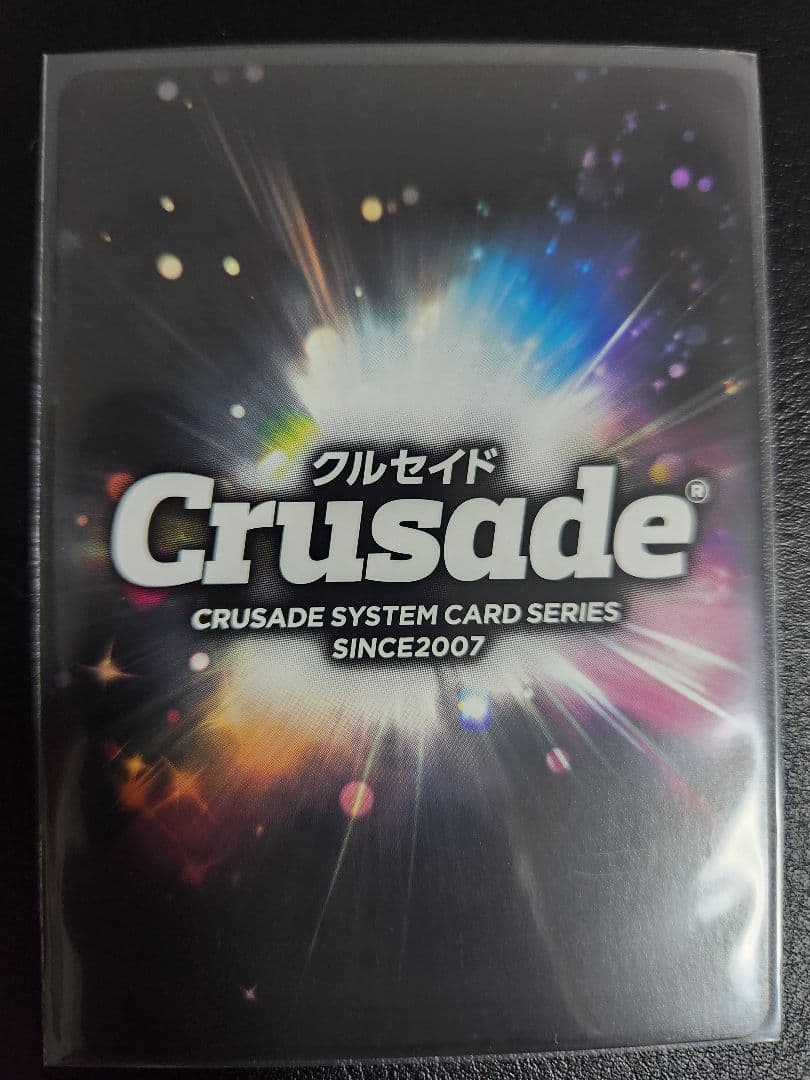 クルセイド
Crusade®
CRUSADE SYSTEM CARD SERIES
SINCE2007